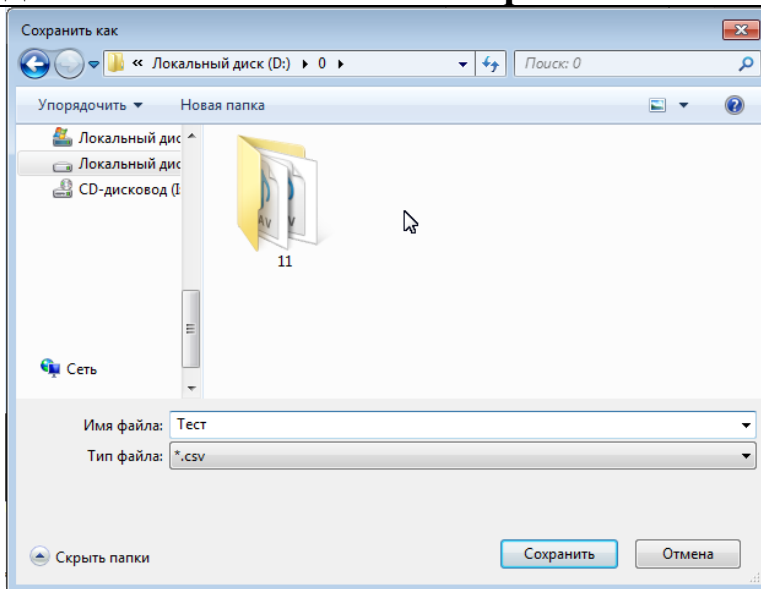 Сохранить как
« Локальный диск (D:) 0
Поиск: 0
Упорядочить Новая папка
Локальный дис
Локальный дис
CD-дисковод (I
11
Сеть
Имя файла: Тест
Тип файла: *.csv
Скрыть папки
Сохранить Отмена